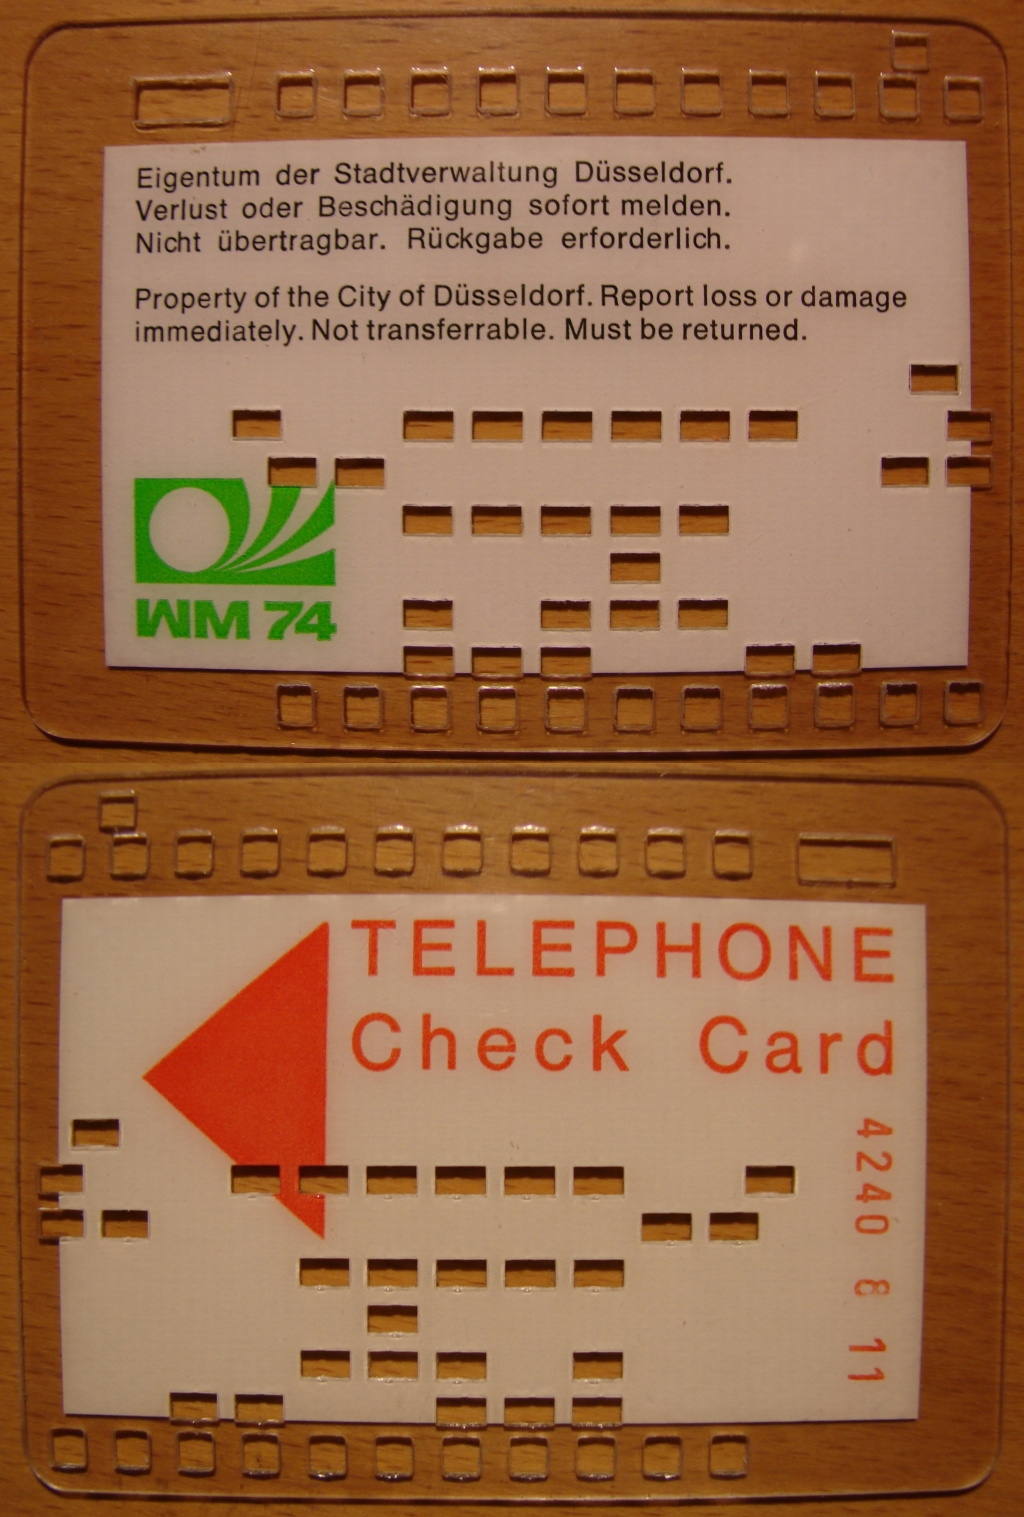 Eigentum der Stadtverwaltung Düsseldorf.
Verlust oder Beschädigung sofort melden.
Nicht übertragbar. Rückgabe erforderlich.
Property of the City of Düsseldorf. Report loss or damage
immediately. Not transferrable. Must be returned.
WM 74
TELEPHONE
Check Card
4240 8 11